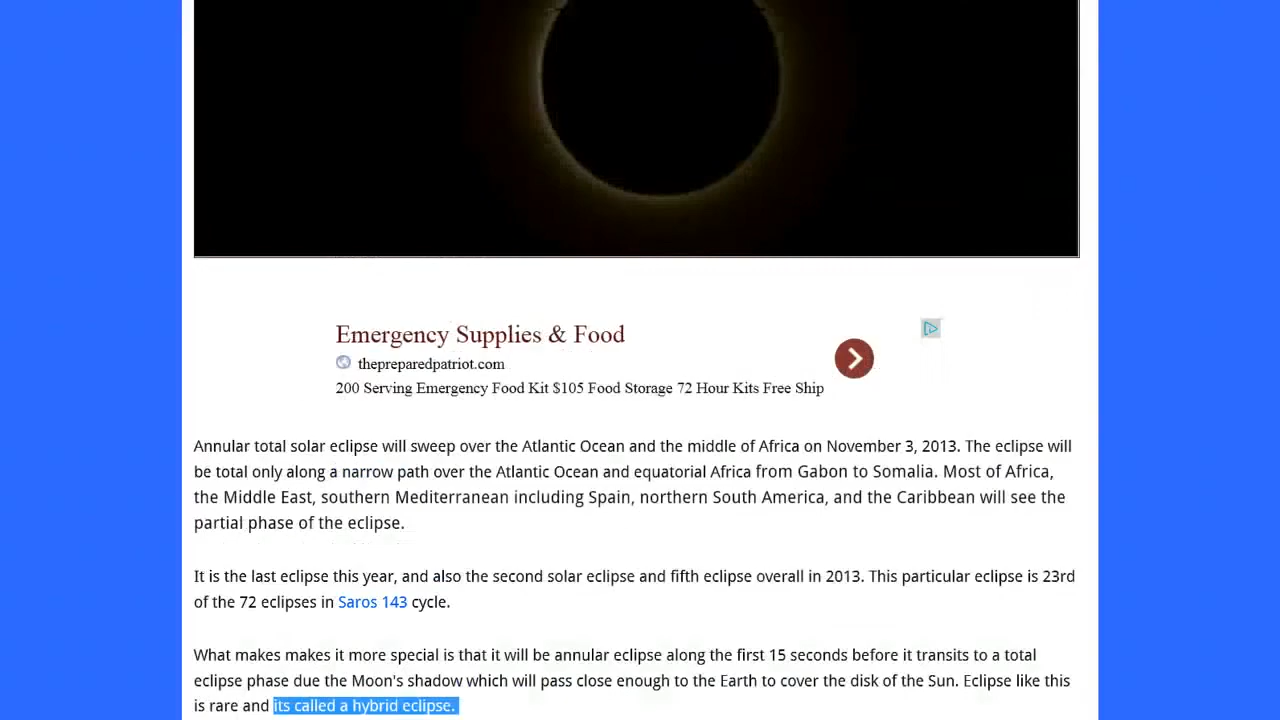 Emergency Supplies & Food
thepreparedpatriot.com
200 Serving Emergency Food Kit $105 Food Storage 72 Hour Kits Free Ship
Annular total solar eclipse will sweep over the Atlantic Ocean and the middle of Africa on November 3, 2013. The eclipse will
be total only along a narrow path over the Atlantic Ocean and equatorial Africa from Gabon to Somalia. Most of Africa,
the Middle East, southern Mediterranean including Spain, northern South America, and the Caribbean will see the
partial phase of the eclipse.
It is the last eclipse this year, and also the second solar eclipse and fifth eclipse overall in 2013. This particular eclipse is 23rd
of the 72 eclipses in Saros 143 cycle.
What makes makes it more special is that it will be annular eclipse along the first 15 seconds before it transits to a total
eclipse phase due the Moon's shadow which will pass close enough to the Earth to cover the disk of the Sun. Eclipse like this
is rare and its called a hybrid eclipse.